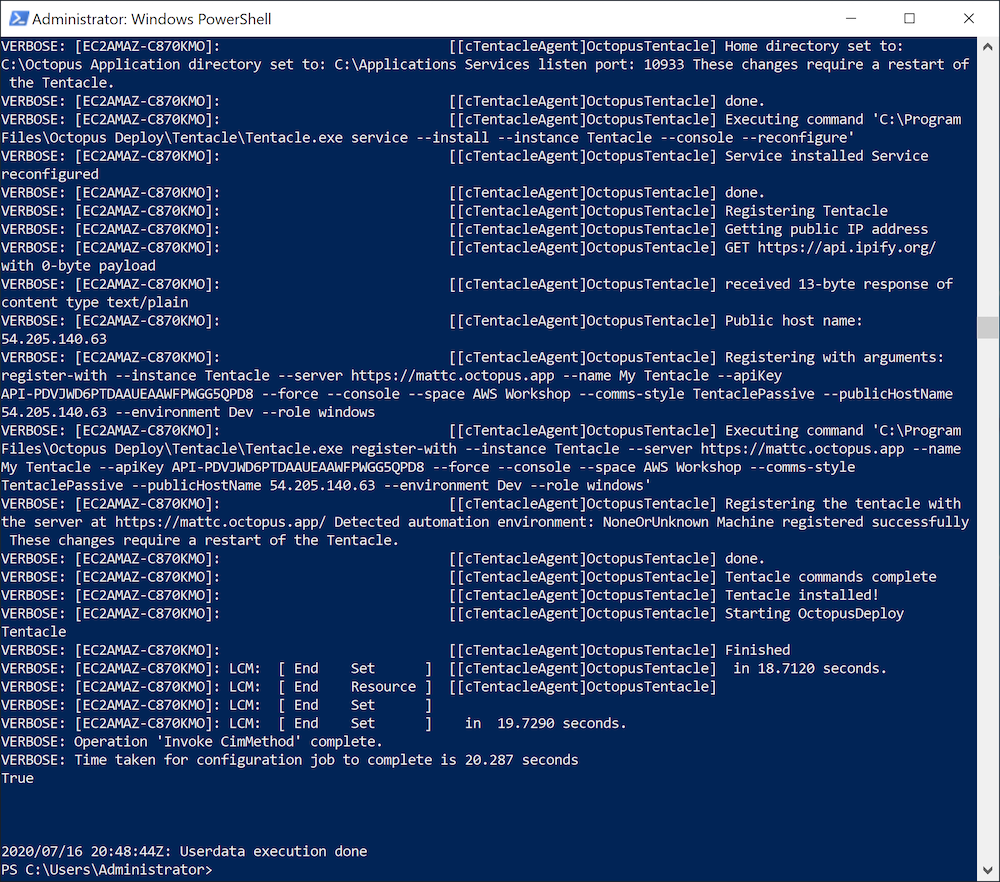 Administrator: Windows PowerShell
VERBOSE: [EC2AMAZ-C870KMO]: [[cTentacleAgent]OctopusTentacle] Home directory set to:
C:\Octopus Application directory set to: C:\Applications Services listen port: 10933 These changes require a restart of
the Tentacle.
VERBOSE: [EC2AMAZ-C870KMO]: [[cTentacleAgent]OctopusTentacle] done.
VERBOSE: [EC2AMAZ-C870KMO]: [[cTentacleAgent]OctopusTentacle] Executing command 'C:\Program
Files\Octopus Deploy\Tentacle\Tentacle.exe service --install --instance Tentacle --console --reconfigure'
VERBOSE: [EC2AMAZ-C870KMO]: [[cTentacleAgent]OctopusTentacle] Service installed Service
reconfigured
VERBOSE: [EC2AMAZ-C870KMO]: [[cTentacleAgent]OctopusTentacle] done.
VERBOSE: [EC2AMAZ-C870KMO]: [[cTentacleAgent]OctopusTentacle] Registering Tentacle
VERBOSE: [EC2AMAZ-C870KMO]: [[cTentacleAgent]OctopusTentacle] Getting public IP address
VERBOSE: [EC2AMAZ-C870KMO]: [[cTentacleAgent]OctopusTentacle] GET https://api.ipify.org/
with 0-byte payload
VERBOSE: [EC2AMAZ-C870KMO]: [[cTentacleAgent]OctopusTentacle] received 13-byte response of
content type text/plain
VERBOSE: [EC2AMAZ-C870KMO]: [[cTentacleAgent]OctopusTentacle] Public host name:
54.205.140.63
VERBOSE: [EC2AMAZ-C870KMO]: [[cTentacleAgent]OctopusTentacle] Registering with arguments:
register-with --instance Tentacle --server https://mattc.octopus.app --name My Tentacle --apiKey
API-PDVJWD6PTDAAUEAAWFPWGG5QPD8 --force --console --space AWS Workshop --comms-style TentaclePassive --publicHostName
54.205.140.63 --environment Dev --role windows
VERBOSE: [EC2AMAZ-C870KMO]: [[cTentacleAgent]OctopusTentacle] Executing command 'C:\Program
Files\Octopus Deploy\Tentacle\Tentacle.exe register-with --instance Tentacle --server https://mattc.octopus.app --name
My Tentacle --apiKey API-PDVJWD6PTDAAUEAAWFPWGG5QPD8 --force --console --space AWS Workshop --comms-style
TentaclePassive --publicHostName 54.205.140.63 --environment Dev --role windows'
VERBOSE: [EC2AMAZ-C870KMO]: [[cTentacleAgent]OctopusTentacle] Registering the tentacle with
the server at https://mattc.octopus.app/ Detected automation environment: NoneOrUnknown Machine registered successfully
These changes require a restart of the Tentacle.
VERBOSE: [EC2AMAZ-C870KMO]: [[cTentacleAgent]OctopusTentacle] done.
VERBOSE: [EC2AMAZ-C870KMO]: [[cTentacleAgent]OctopusTentacle] Tentacle commands complete
VERBOSE: [EC2AMAZ-C870KMO]: [[cTentacleAgent]OctopusTentacle] Tentacle installed!
VERBOSE: [EC2AMAZ-C870KMO]: [[cTentacleAgent]OctopusTentacle] Starting OctopusDeploy
Tentacle
VERBOSE: [EC2AMAZ-C870KMO]: [[cTentacleAgent]OctopusTentacle] Finished
VERBOSE: [EC2AMAZ-C870KMO]: LCM: [ End Set ] [[cTentacleAgent]OctopusTentacle] in 18.7120 seconds.
VERBOSE: [EC2AMAZ-C870KMO]: LCM: [ End Resource ] [[cTentacleAgent]OctopusTentacle]
VERBOSE: [EC2AMAZ-C870KMO]: LCM: [ End Set ]
VERBOSE: [EC2AMAZ-C870KMO]: LCM: [ End Set ] in 19.7290 seconds.
VERBOSE: Operation 'Invoke CimMethod' complete.
VERBOSE: Time taken for configuration job to complete is 20.287 seconds
True
2020/07/16 20:48:44Z: Userdata execution done
PS C:\Users\Administrator>